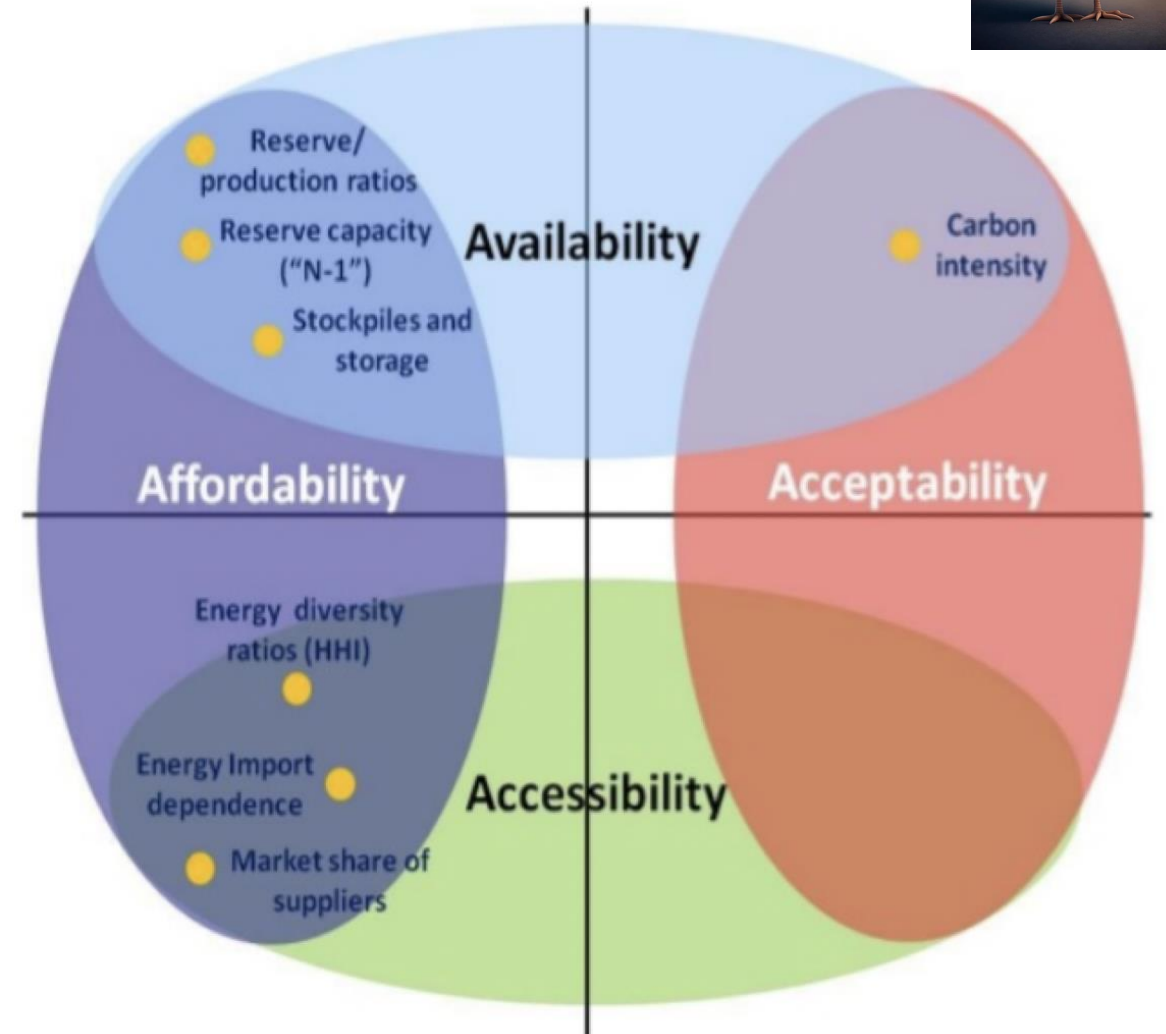 Reserve/
production ratios
Reserve capacity
(“N-1”)
Stockpiles and
storage
Availability
Carbon
intensity
Affordability
Acceptability
Energy diversity
ratios (HHI)
Energy Import
dependence
Accessibility
Market share of
suppliers